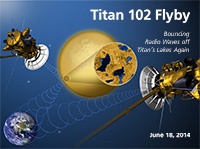 Titan 102 Flyby
Bouncing
Radio Waves off
Titan's Lakes Again
June 18, 2014